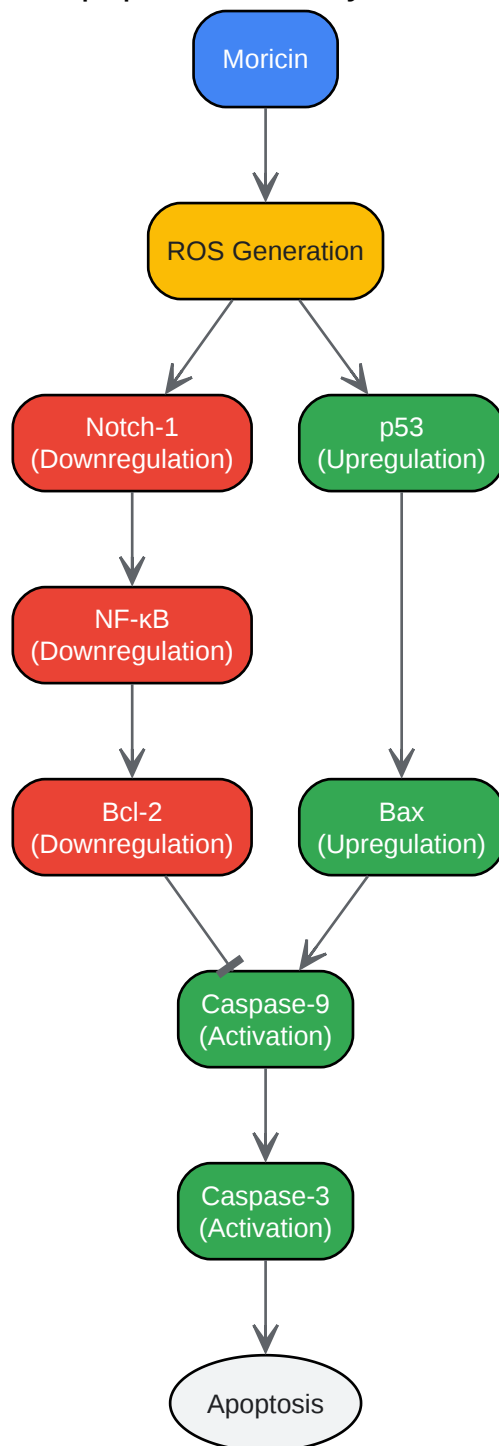 Moricin
ROS Generation
Notch-1
(Downregulation)
p53
(Upregulation)
NF-κB
(Downregulation)
Bcl-2
(Downregulation)
Bax
(Upregulation)
Caspase-9
(Activation)
Caspase-3
(Activation)
Apoptosis